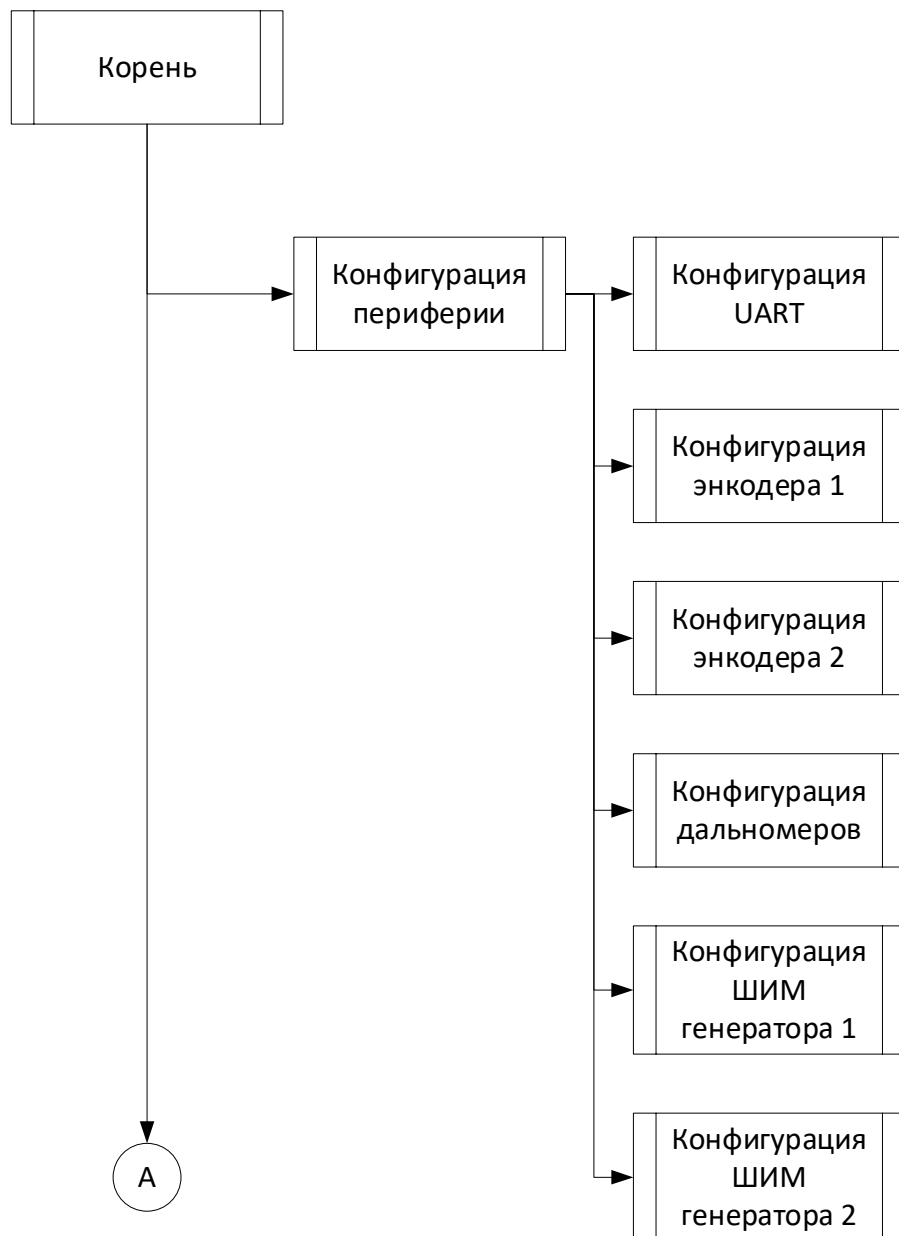 Корень
Конфигурация
периферии
Конфигурация
UART
Конфигурация
энкодера 1
Конфигурация
энкодера 2
Конфигурация
дальномеров
Конфигурация
ШИМ
генератора 1
Конфигурация
ШИМ
генератора 2
А